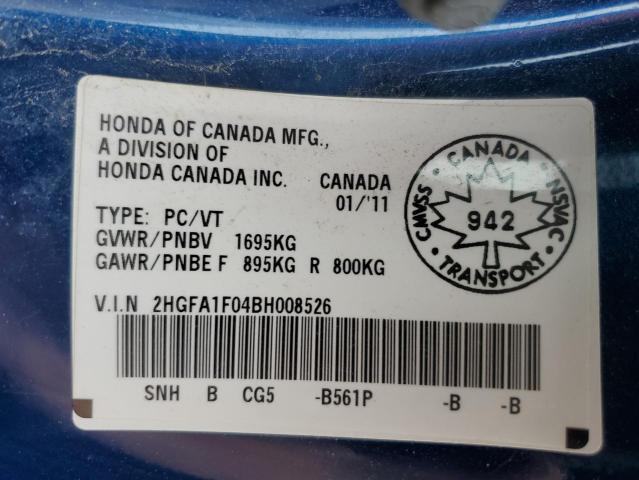 HONDA OF CANADA MFG.,
A DIVISION OF
HONDA CANADA INC. CANADA
01/'11
TYPE: PC/VT
GVWR/PNBV 1695KG
GAWR/PNBE F 895KG R 800KG
V.I.N 2HGFA1F04BH008526
SNH B CG5 -B561P -B -B
CANADA
CMVSS 942 NSVAC
TRANSPORT